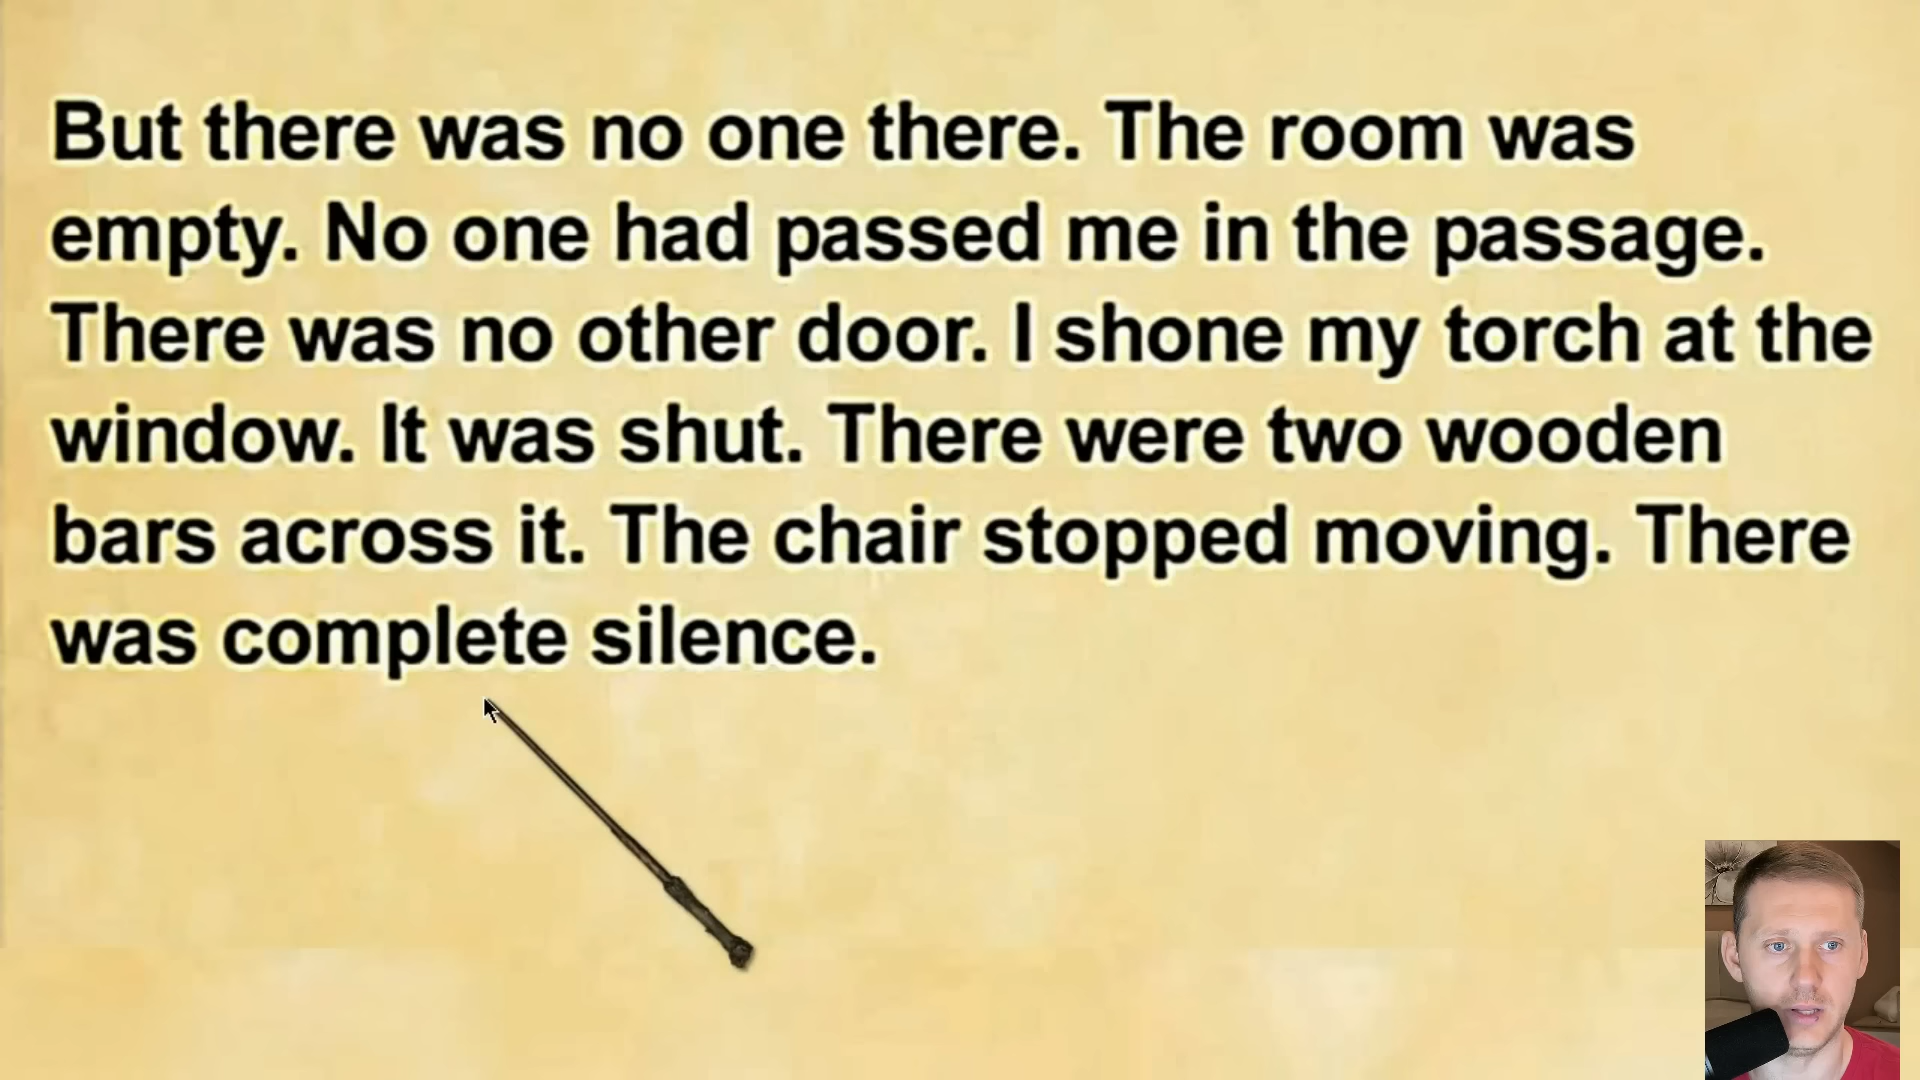 But there was no one there. The room was
empty. No one had passed me in the passage.
There was no other door. I shone my torch at the
window. It was shut. There were two wooden
bars across it. The chair stopped moving. There
was complete silence.